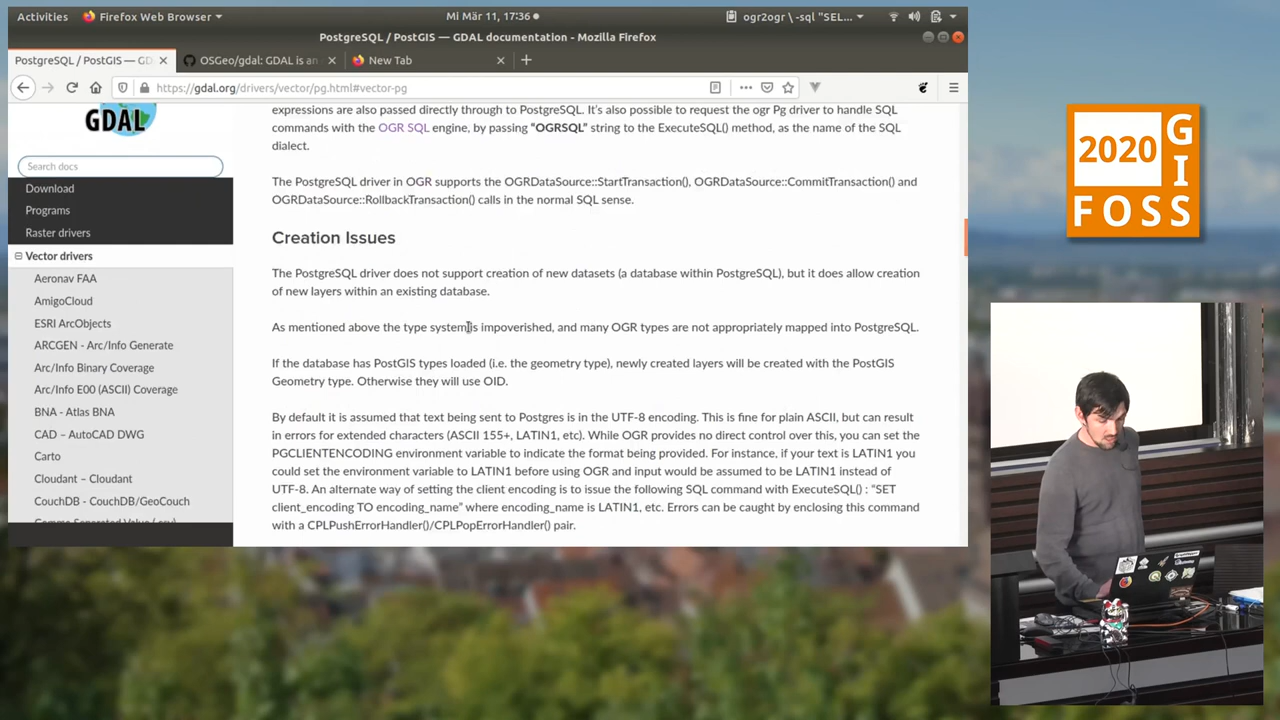 Activities
Firefox Web Browser
Mi Mär 11, 17:36
ogr2ogr \ -sql "SEL...
PostgreSQL / PostGIS — GDAL documentation - Mozilla Firefox
PostgreSQL / PostGIS — GD
OSGeo/gdal: GDAL is an
New Tab
https://gdal.org/drivers/vector/pg.html#vector-pg
GDAL
Search docs
Download
Programs
Raster drivers
Vector drivers
Aeronav FAA
AmigoCloud
ESRI ArcObjects
ARCGEN - Arc/Info Generate
Arc/Info Binary Coverage
Arc/Info E00 (ASCII) Coverage
BNA - Atlas BNA
CAD – AutoCAD DWG
Carto
Cloudant – Cloudant
CouchDB - CouchDB/GeoCouch
Comma Separated Value (.csv)
expressions are also passed directly through to PostgreSQL. It's also possible to request the ogr Pg driver to handle SQL
commands with the OGR SQL engine, by passing "OGRSQL" string to the ExecuteSQL() method, as the name of the SQL
dialect.
The PostgreSQL driver in OGR supports the OGRDataSource::StartTransaction(), OGRDataSource::CommitTransaction() and
OGRDataSource::RollbackTransaction() calls in the normal SQL sense.
Creation Issues
The PostgreSQL driver does not support creation of new datasets (a database within PostgreSQL), but it does allow creation
of new layers within an existing database.
As mentioned above the type system is impoverished, and many OGR types are not appropriately mapped into PostgreSQL.
If the database has PostGIS types loaded (i.e. the geometry type), newly created layers will be created with the PostGIS
Geometry type. Otherwise they will use OID.
By default it is assumed that text being sent to Postgres is in the UTF-8 encoding. This is fine for plain ASCII, but can result
in errors for extended characters (ASCII 155+, LATIN1, etc). While OGR provides no direct control over this, you can set the
PGCLIENTENCODING environment variable to indicate the format being provided. For instance, if your text is LATIN1 you
could set the environment variable to LATIN1 before using OGR and input would be assumed to be LATIN1 instead of
UTF-8. An alternate way of setting the client encoding is to issue the following SQL command with ExecuteSQL() : "SET
client_encoding TO encoding_name" where encoding_name is LATIN1, etc. Errors can be caught by enclosing this command
with a CPLPushErrorHandler()/CPLPopErrorHandler() pair.
2020
GIS
FOSS